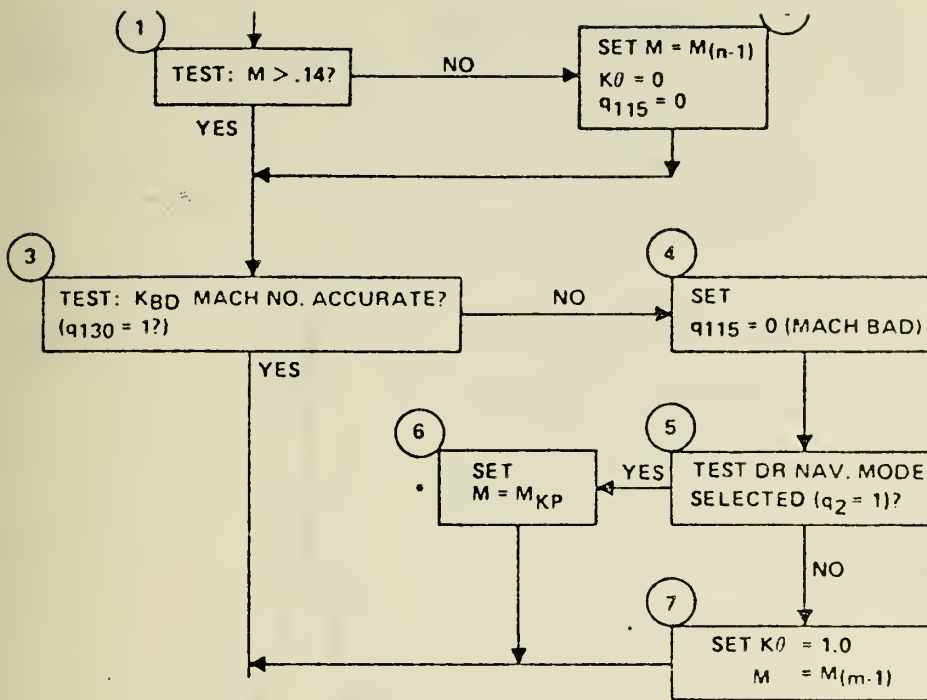 1
TEST: M > .14?
NO
SET M = M(n-1)
Kθ = 0
q115 = 0
YES
3
TEST: KBD MACH NO. ACCURATE?
(q130 = 1?)
NO
4
SET
q115 = 0 (MACH BAD)
YES
6
SET
M = MKP
YES
5
TEST DR NAV. MODE
SELECTED (q2 = 1)?
NO
7
SET Kθ = 1.0
M = M(m-1)